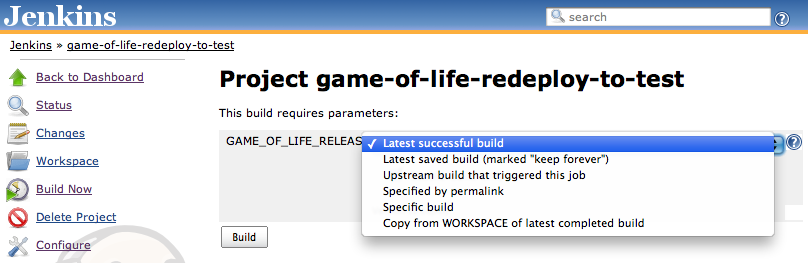 Jenkins
search
Jenkins » game-of-life-redeploy-to-test
Back to Dashboard
Status
Changes
Workspace
Build Now
Delete Project
Configure
Project game-of-life-redeploy-to-test
This build requires parameters:
GAME_OF_LIFE_RELEAS
✓ Latest successful build
Latest saved build (marked "keep forever")
Upstream build that triggered this job
Specified by permalink
Specific build
Copy from WORKSPACE of latest completed build
Build